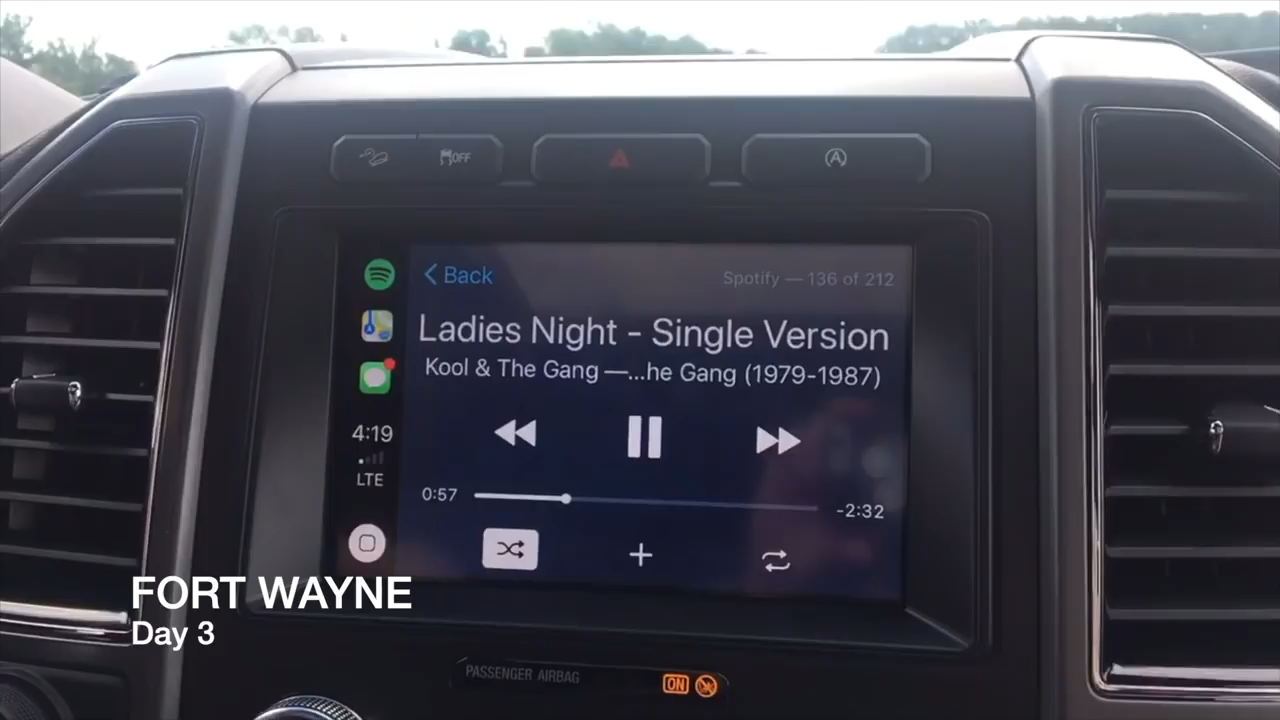 OFF
A
Back
Spotify — 136 of 212
Ladies Night - Single Version
Kool & The Gang —...he Gang (1979-1987)
4:19
LTE
0:57
-2:32
FORT WAYNE
Day 3
PASSENGER AIRBAG
ON